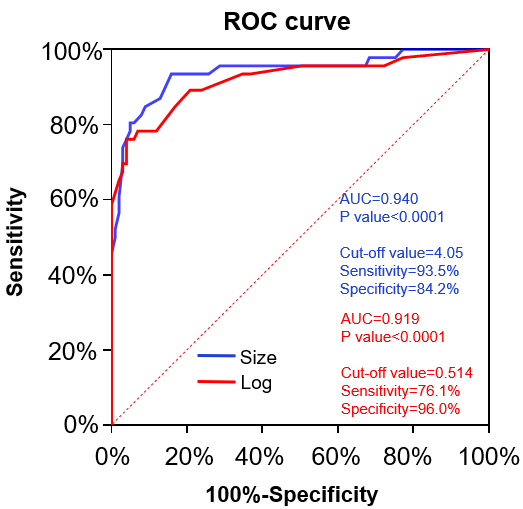 ROC curve
100%
80%
60%
40%
20%
0%
Sensitivity
AUC=0.940
P value<0.0001
Cut-off value=4.05
Sensitivity=93.5%
Specificity=84.2%
AUC=0.919
P value<0.0001
Cut-off value=0.514
Sensitivity=76.1%
Specificity=96.0%
Size
Log
0% 20% 40% 60% 80% 100%
100%-Specificity